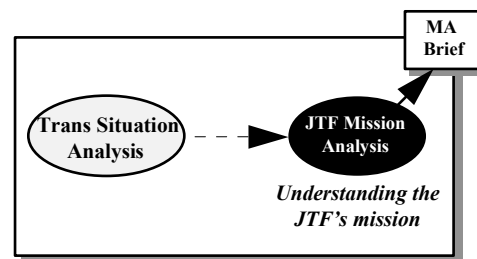 MA
Brief
Trans Situation
Analysis
JTF Mission
Analysis
Understanding the
JTF's mission